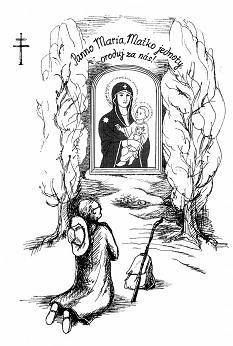 Panno Maria, Matko jednoty,
oroduj za nás!